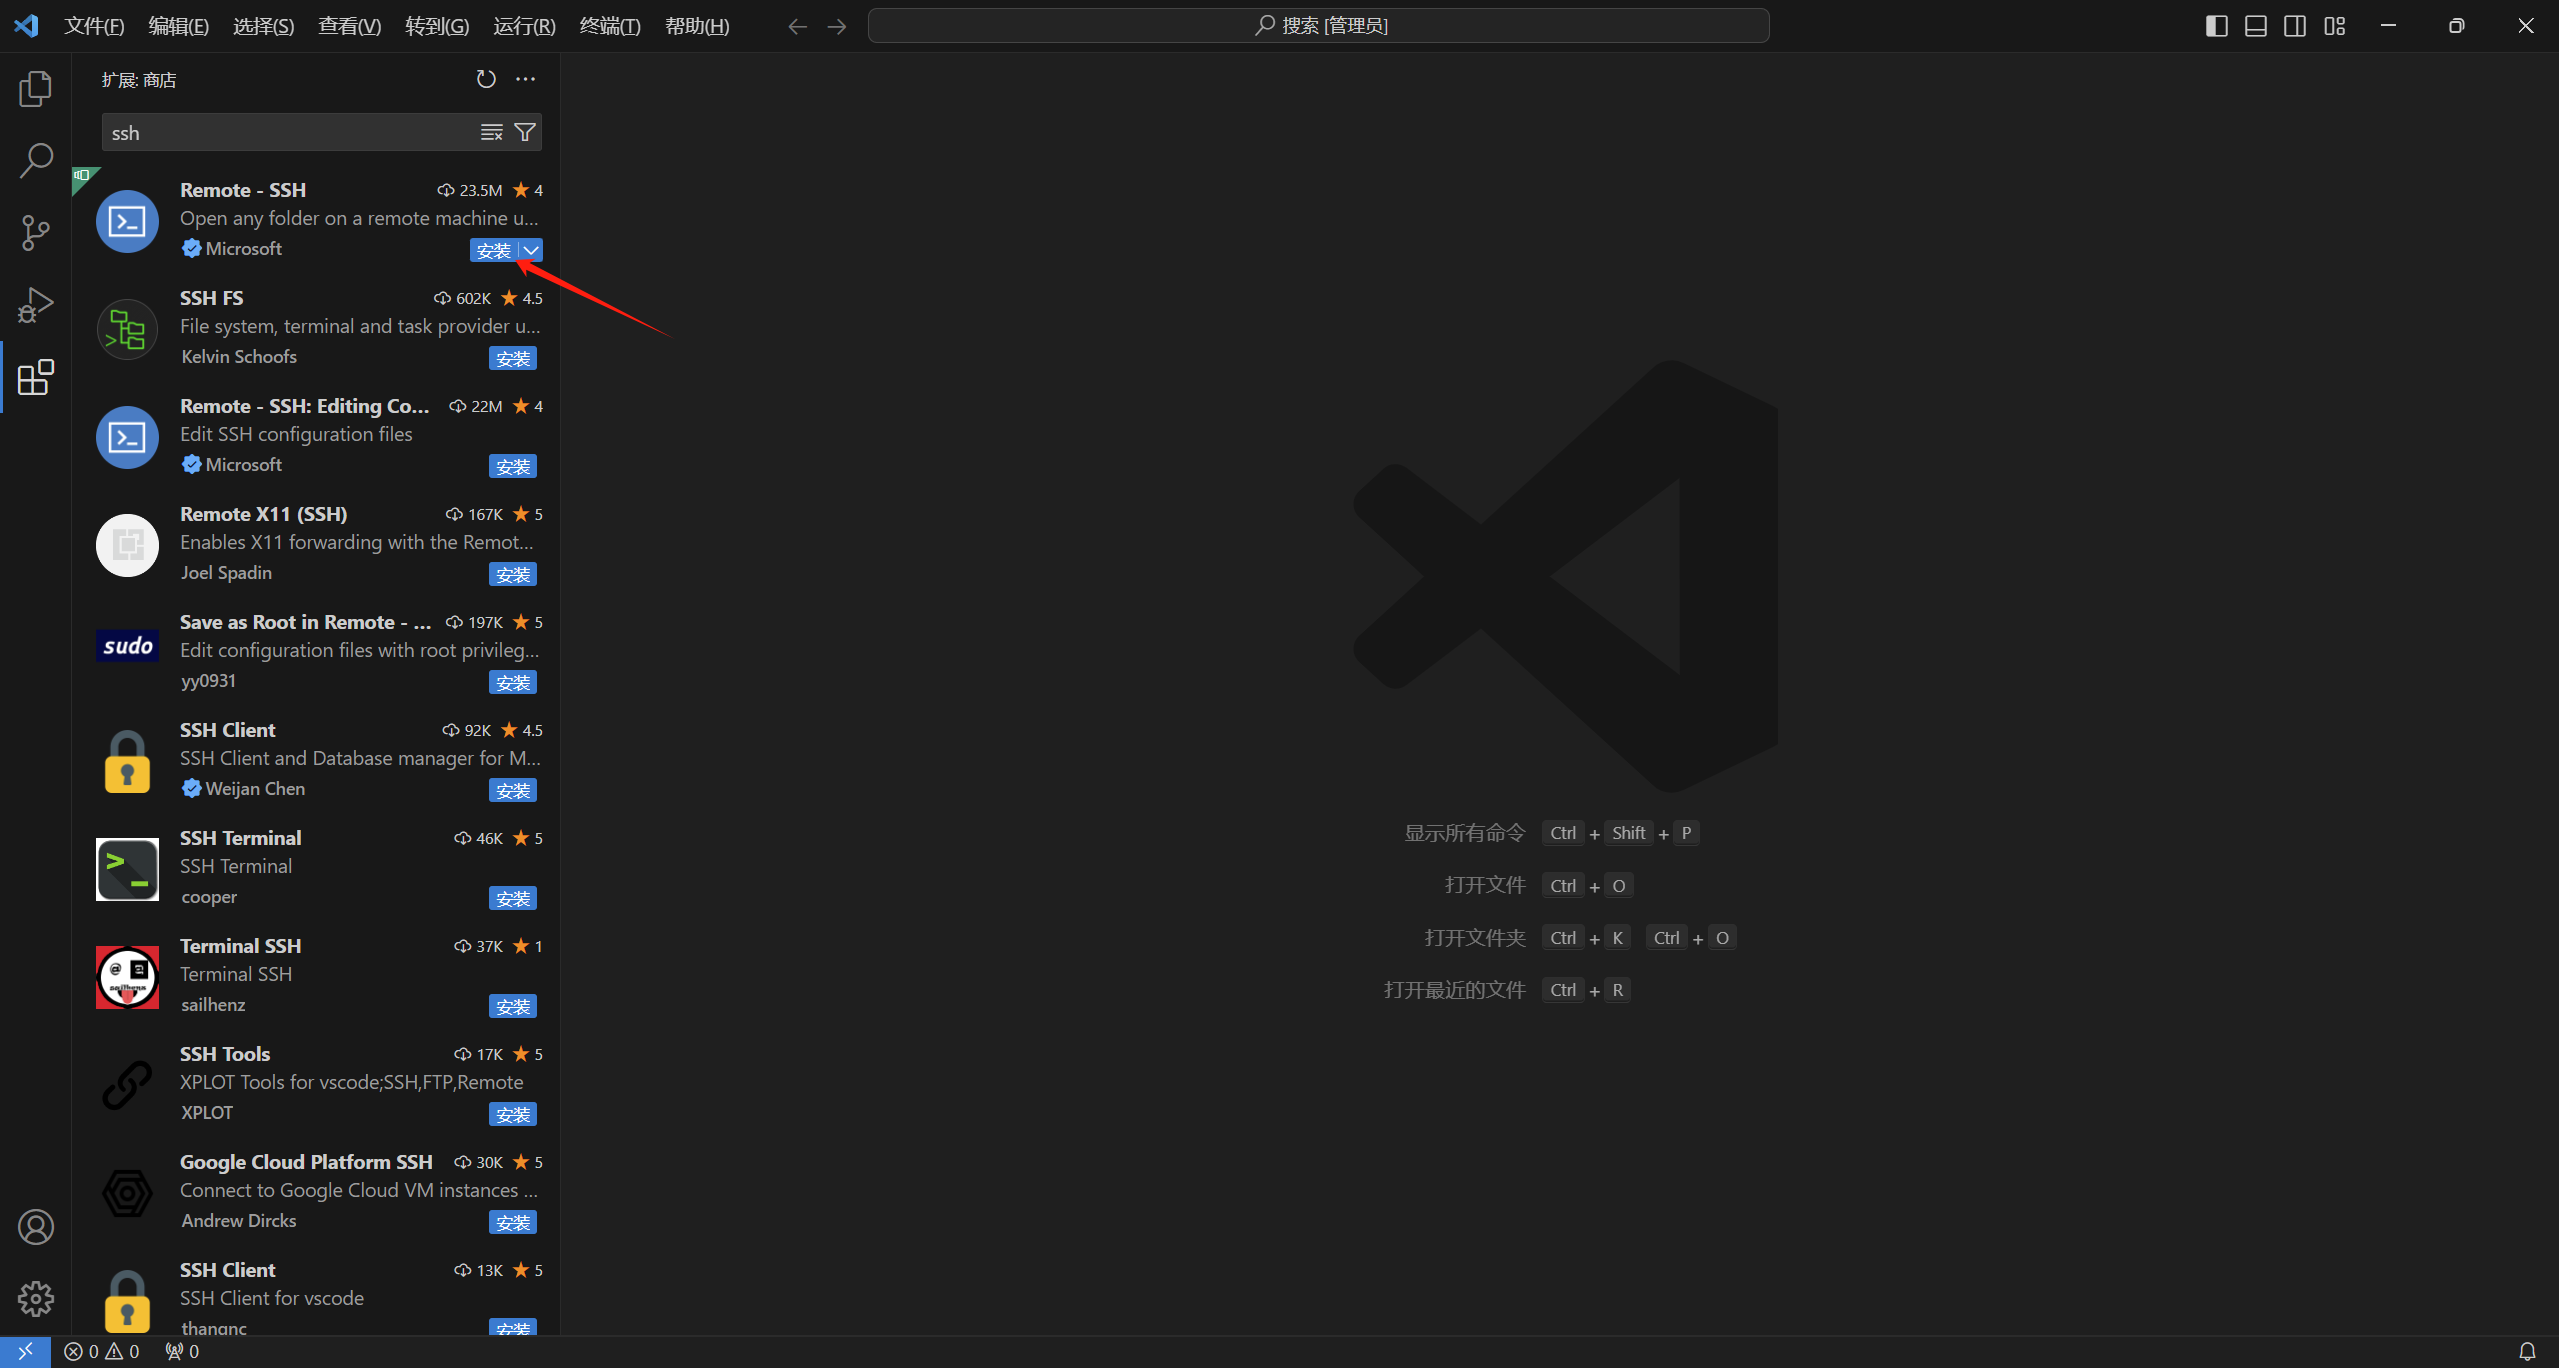 文件(F) 编辑(E) 选择(S) 查看(V) 转到(G) 运行(R) 终端(T) 帮助(H)
搜索 [管理员]
扩展: 商店
ssh
Remote - SSH 23.5M 4
Open any folder on a remote machine u...
Microsoft 安装
SSH FS 602K 4.5
File system, terminal and task provider u...
Kelvin Schoofs 安装
Remote - SSH: Editing Co... 22M 4
Edit SSH configuration files
Microsoft 安装
Remote X11 (SSH) 167K 5
Enables X11 forwarding with the Remot...
Joel Spadin 安装
sudo
Save as Root in Remote - ... 197K 5
Edit configuration files with root privileg...
yy0931 安装
SSH Client 92K 4.5
SSH Client and Database manager for M...
Weijan Chen 安装
SSH Terminal 46K 5
SSH Terminal
cooper 安装
Terminal SSH 37K 1
Terminal SSH
sailhenz 安装
SSH Tools 17K 5
XPLOT Tools for vscode;SSH,FTP,Remote
XPLOT 安装
Google Cloud Platform SSH 30K 5
Connect to Google Cloud VM instances ...
Andrew Dircks 安装
SSH Client 13K 5
SSH Client for vscode
thangnc 安装
显示所有命令 Ctrl + Shift + P
打开文件 Ctrl + O
打开文件夹 Ctrl + K Ctrl + O
打开最近的文件 Ctrl + R
0 0 0